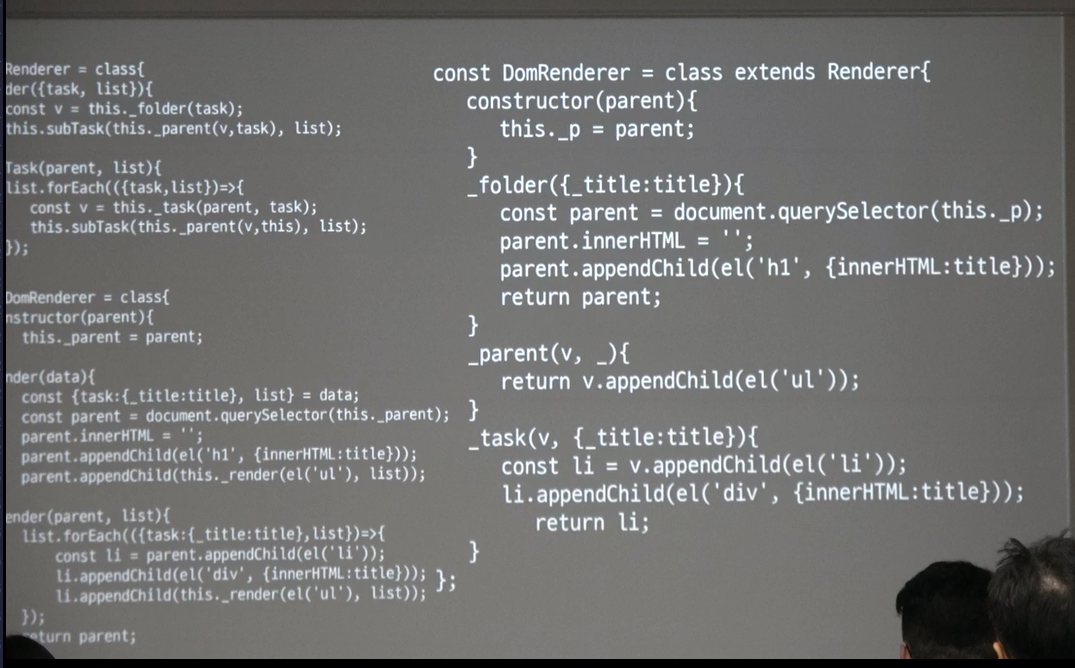 Renderer = class{
der({task, list}){
const v = this._folder(task);
this.subTask(this._parent(v,task), list);
Task(parent, list){
list.forEach(({task,list})=>{
const v = this._task(parent, task);
this.subTask(this._parent(v,this), list);
});
DomRenderer = class{
nstructor(parent){
this._parent = parent;
nder(data){
const {task:{_title:title}, list} = data;
const parent = document.querySelector(this._parent);
parent.innerHTML = '';
parent.appendChild(el('h1', {innerHTML:title}));
parent.appendChild(this._render(el('ul'), list));
ender(parent, list){
list.forEach(({task:{_title:title},list})=>{
const li = parent.appendChild(el('li'));
li.appendChild(el('div', {innerHTML:title}));
li.appendChild(this._render(el('ul'), list));
});
eturn parent;
const DomRenderer = class extends Renderer{
constructor(parent){
this._p = parent;
}
_folder({_title:title}){
const parent = document.querySelector(this._p);
parent.innerHTML = '';
parent.appendChild(el('h1', {innerHTML:title}));
return parent;
}
_parent(v, _){
return v.appendChild(el('ul'));
}
_task(v, {_title:title}){
const li = v.appendChild(el('li'));
li.appendChild(el('div', {innerHTML:title}));
return li;
}
};